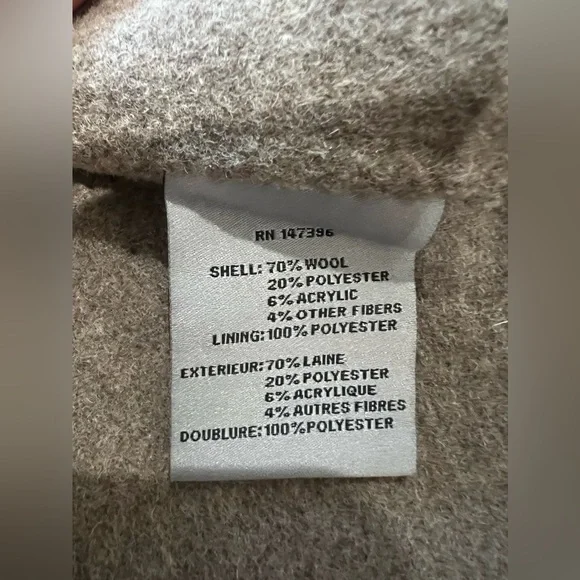 RN 147396
SHELL: 70% WOOL
20% POLYESTER
6% ACRYLIC
4% OTHER FIBERS
LINING: 100% POLYESTER
EXTERIEUR: 70% LAINE
20% POLYESTER
6% ACRYLIQUE
4% AUTRES FIBRES
DOUBLURE: 100% POLYESTER